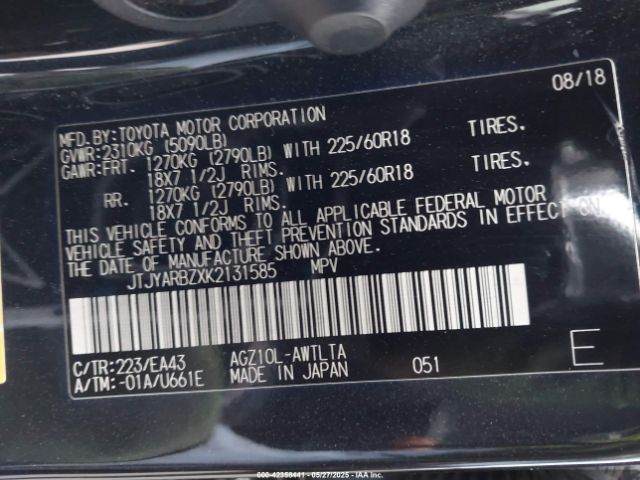 08/18
MFD.BY:TOYOTA MOTOR CORPORATION
GVWR:2310KG (5090LB)
GAWR:FRT. 1270KG (2790LB) WITH 225/60R18 TIRES.
18X7 1/2J RIMS.
RR. 1270KG (2790LB) WITH 225/60R18 TIRES.
18X7 1/2J RIMS.
THIS VEHICLE CONFORMS TO ALL APPLICABLE FEDERAL MOTOR
VEHICLE SAFETY AND THEFT PREVENTION STANDARDS IN EFFECT ON
THE DATE OF MANUFACTURE SHOWN ABOVE.
JTJYARBZXK2131585 MPV
C/TR:223/EA43 AGZ10L-AWTLTA
A/TM:-01A/U661E MADE IN JAPAN 051 E
000-42358441 - 05/27/2025 - IAA Inc.